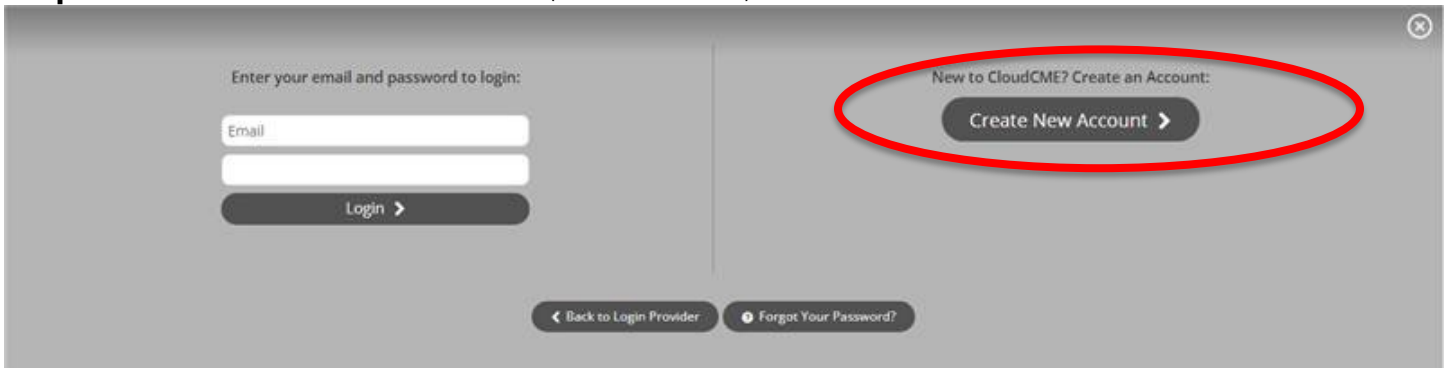 Enter your email and password to login:
Email
Login
New to CloudCME? Create an Account:
Create New Account
Back to Login Provider
Forgot Your Password?